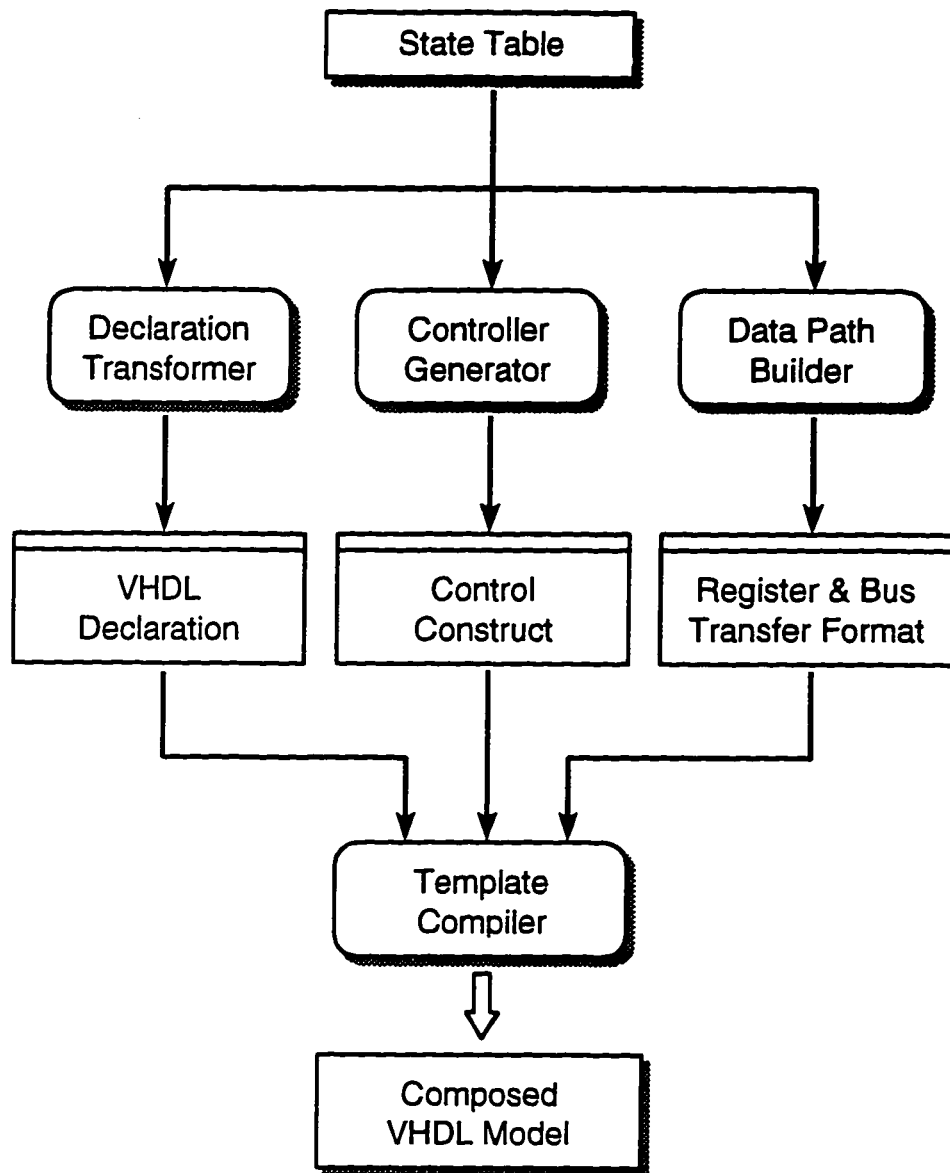 State Table
Declaration
Transformer
Controller
Generator
Data Path
Builder
VHDL
Declaration
Control
Construct
Register & Bus
Transfer Format
Template
Compiler
Composed
VHDL Model